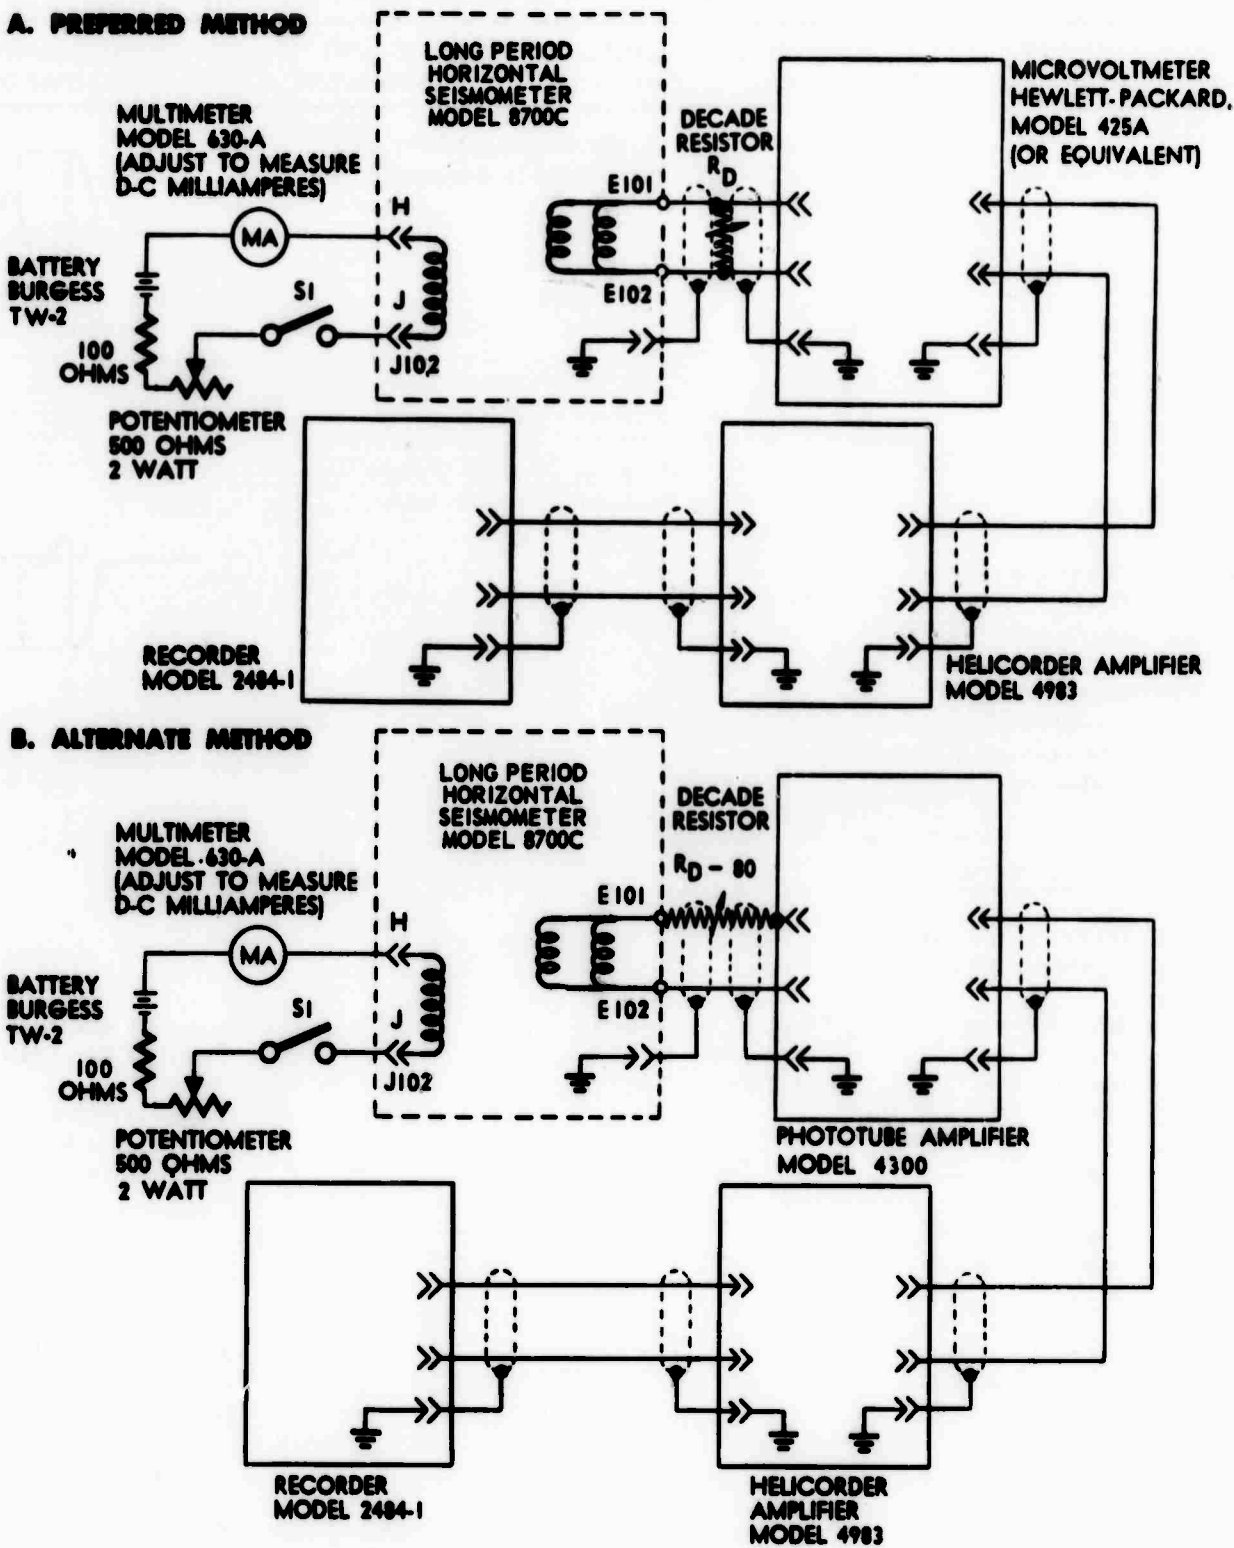 A. PREFERRED METHOD
LONG PERIOD
HORIZONTAL
SEISMOMETER
MODEL 8700C
MICROVOLTMETER
HEWLETT-PACKARD,
MODEL 425A
(OR EQUIVALENT)
MULTIMETER
MODEL 630-A
(ADJUST TO MEASURE
D-C MILLIAMPERES)
DECADE
RESISTOR
RD
E101
H
MA
BATTERY
BURGESS
TW-2
S1
J
E102
J102
100
OHMS
POTENTIOMETER
500 OHMS
2 WATT
RECORDER
MODEL 2484-1
HELICORDER AMPLIFIER
MODEL 4983
B. ALTERNATE METHOD
LONG PERIOD
HORIZONTAL
SEISMOMETER
MODEL 8700C
DECADE
RESISTOR
MULTIMETER
MODEL 630-A
(ADJUST TO MEASURE
D-C MILLIAMPERES)
RD - 80
E101
H
MA
BATTERY
BURGESS
TW-2
S1
J
E102
J102
100
OHMS
POTENTIOMETER
500 OHMS
2 WATT
PHOTOTUBE AMPLIFIER
MODEL 4300
RECORDER
MODEL 2484-1
HELICORDER
AMPLIFIER
MODEL 4983